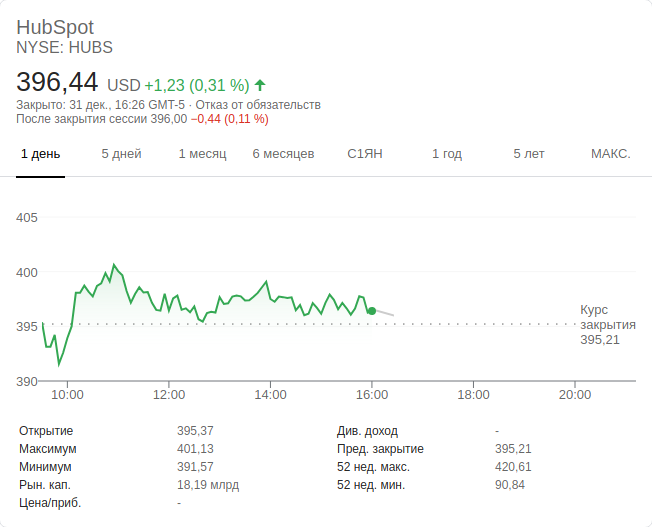 HubSpot
NYSE: HUBS
396,44 USD +1,23 (0,31 %)
Закрыто: 31 дек., 16:26 GMT-5 · Отказ от обязательств
После закрытия сессии 396,00 −0,44 (0,11 %)
1 день 5 дней 1 месяц 6 месяцев С1ЯН 1 год 5 лет МАКС.
405
400
395
390
Курс
закрытия
395,21
10:00 12:00 14:00 16:00 18:00 20:00
Открытие 395,37 Див. доход -
Максимум 401,13 Пред. закрытие 395,21
Минимум 391,57 52 нед. макс. 420,61
Рын. кап. 18,19 млрд 52 нед. мин. 90,84
Цена/приб. -